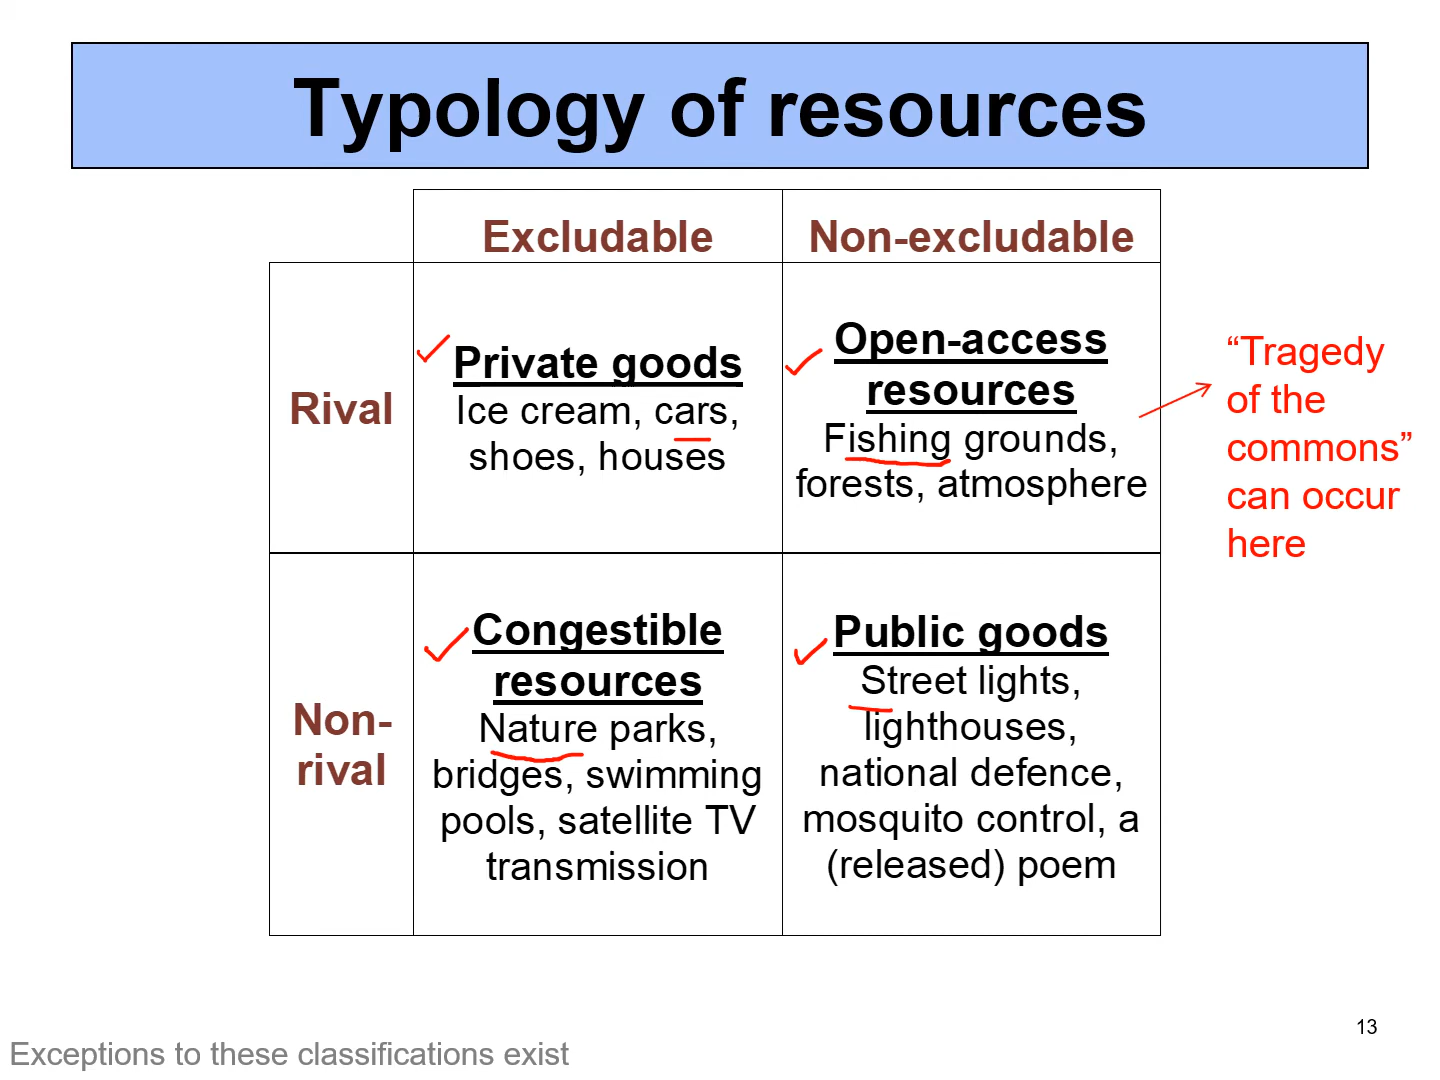 Typology of resources
Excludable
Non-excludable
Rival
Private goods
Ice cream, cars,
shoes, houses
Open-access
resources
Fishing grounds,
forests, atmosphere
“Tragedy
of the
commons”
can occur
here
Non-
rival
Congestible
resources
Nature parks,
bridges, swimming
pools, satellite TV
transmission
Public goods
Street lights,
lighthouses,
national defence,
mosquito control, a
(released) poem
13
Exceptions to these classifications exist